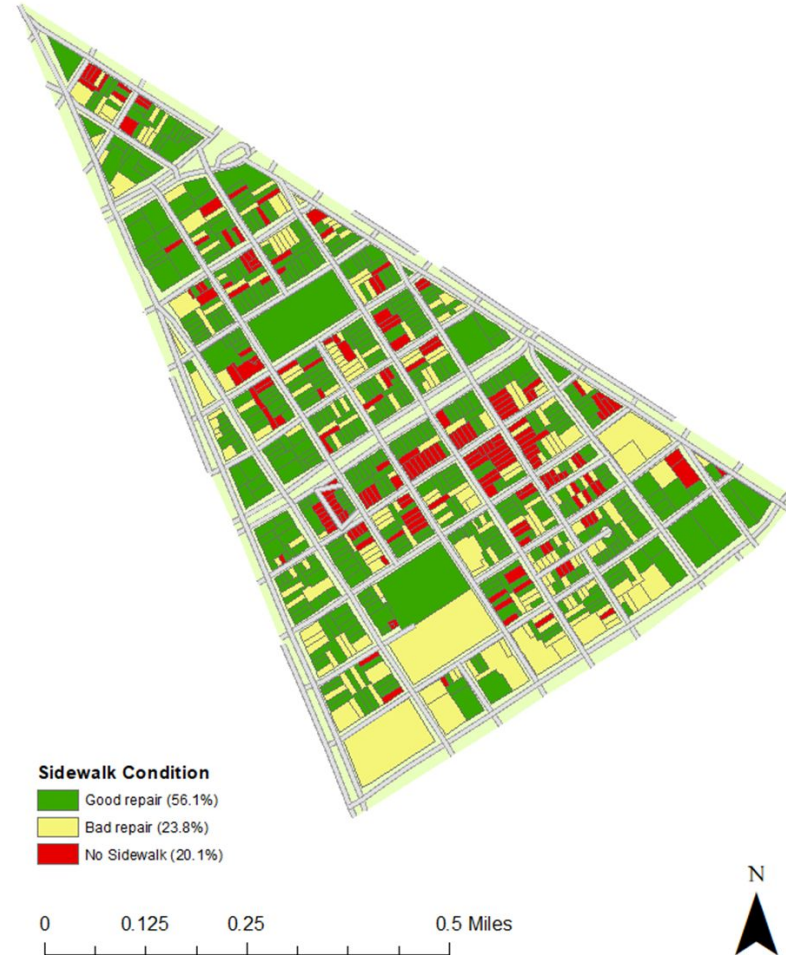 Sidewalk Condition
Good repair (56.1%)
Bad repair (23.8%)
No Sidewalk (20.1%)
N
0 0.125 0.25 0.5 Miles